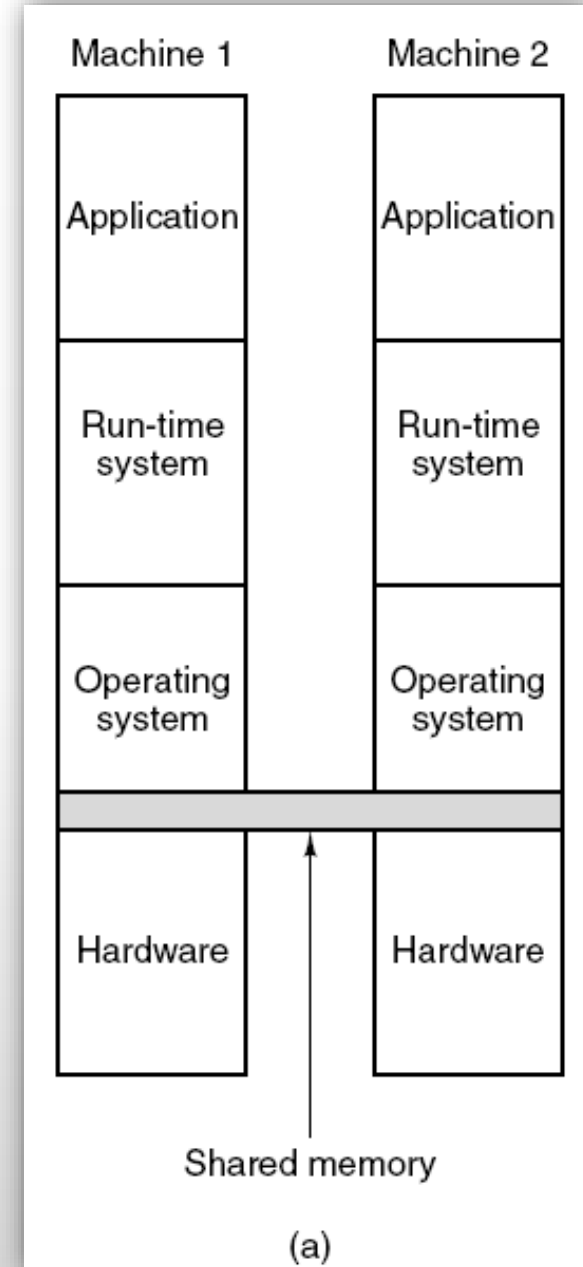 Machine 1
Machine 2
Application
Application
Run-time
system
Run-time
system
Operating
system
Operating
system
Hardware
Hardware
Shared memory
(a)